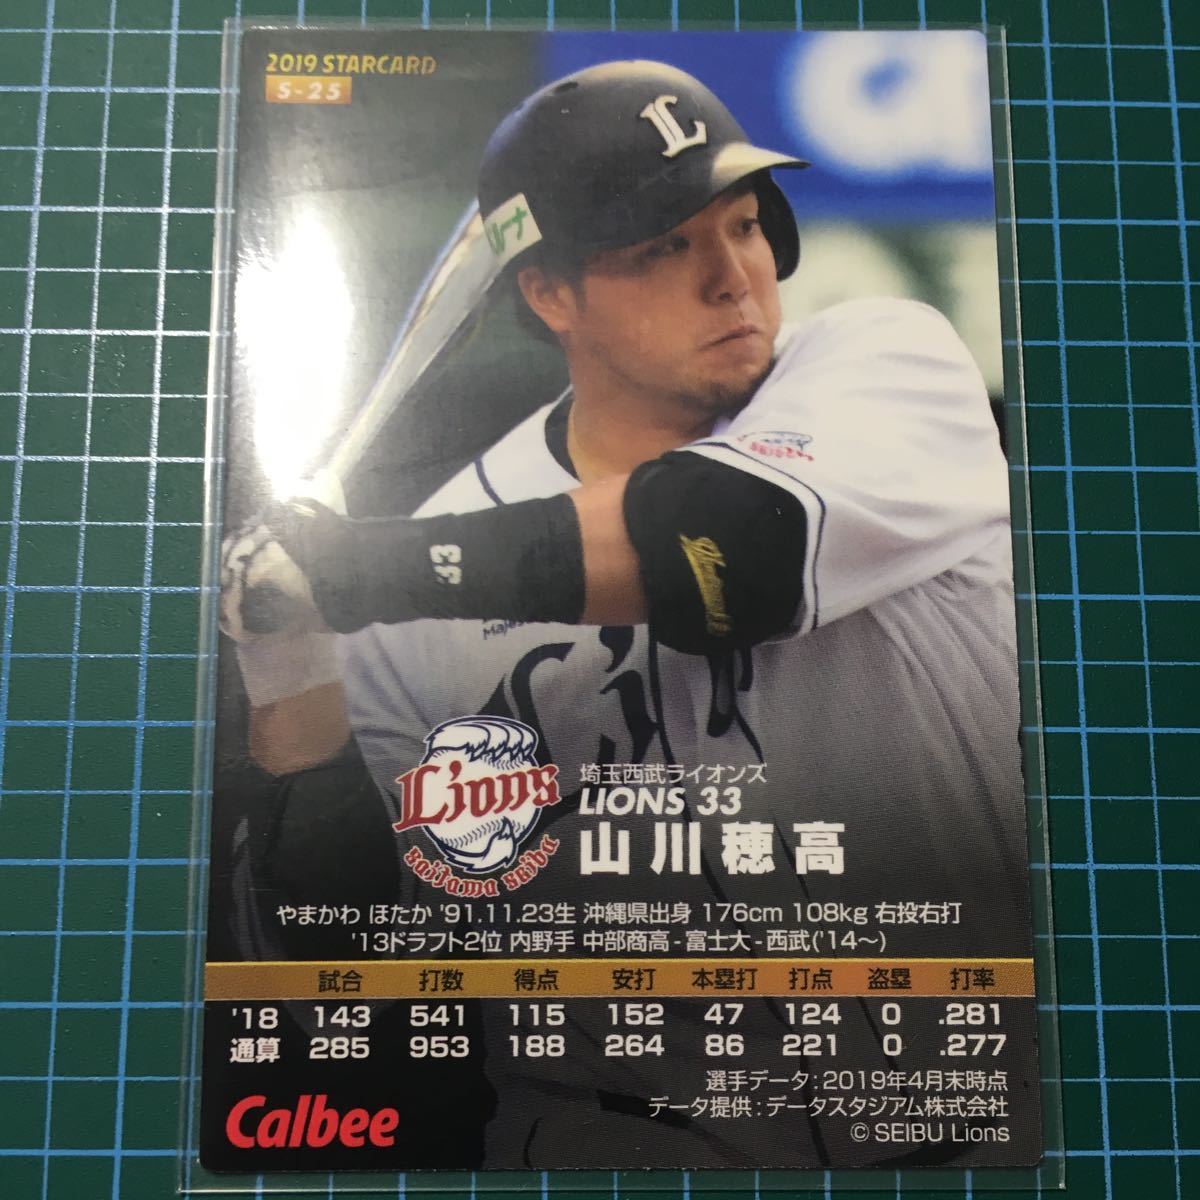 2019 STARCARD
S-25
L
33
Majes
Lions
saitama seibu
埼玉西武ライオンズ
LIONS 33
山川穂高
やまかわ ほたか '91.11.23生 沖縄県出身 176cm 108kg 右投右打
'13ドラフト2位 内野手 中部商高-富士大-西武('14〜)
試合 打数 得点 安打 本塁打 打点 盗塁 打率
'18 143 541 115 152 47 124 0 .281
通算 285 953 188 264 86 221 0 .277
選手データ:2019年4月末時点
データ提供:データスタジアム株式会社
© SEIBU Lions
Calbee